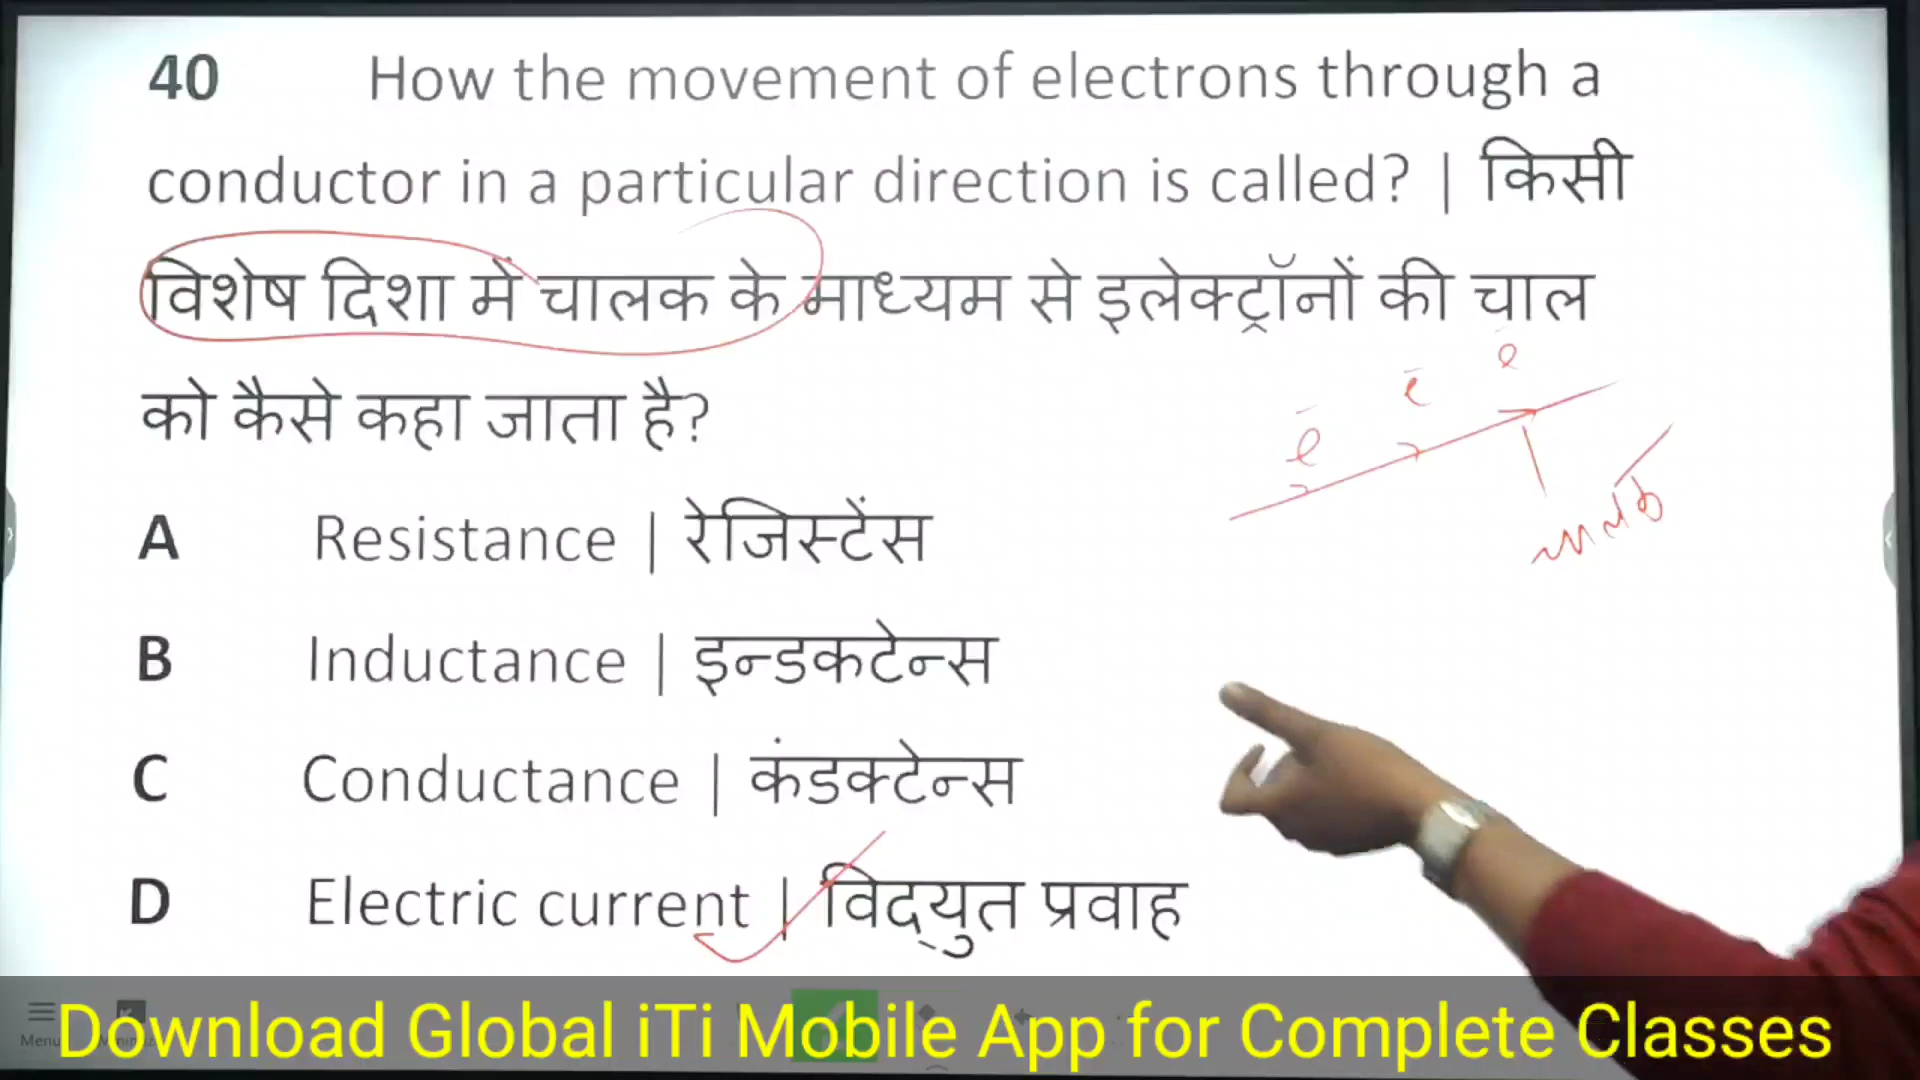 40 How the movement of electrons through a
conductor in a particular direction is called? | किसी
विशेष दिशा में चालक के माध्यम से इलेक्ट्रॉनों की चाल
को कैसे कहा जाता है?
e e e
A Resistance | रेजिस्टेंस
B Inductance | इन्डकटेन्स
C Conductance | कंडक्टेन्स
D Electric current | विद्युत प्रवाह
Menu
Download Global iTi Mobile App for Complete Classes